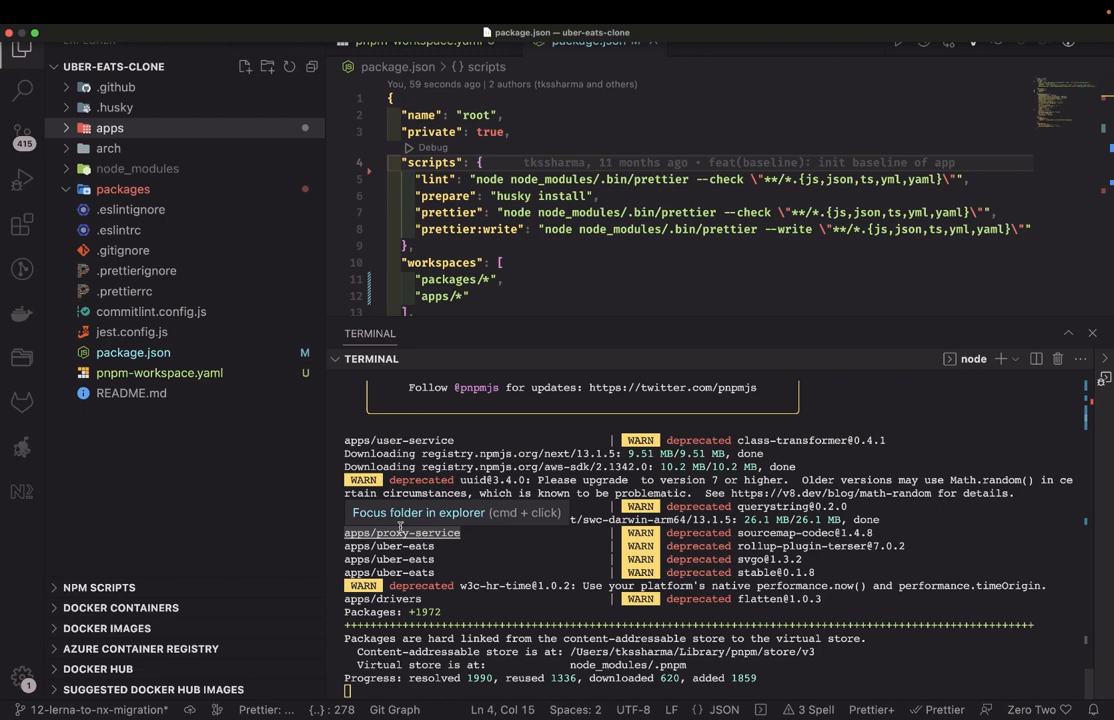 package.json — uber-eats-clone
package.json > {} scripts
You, 59 seconds ago | 2 authors (tkssharma and others)
UBER-EATS-CLONE
.github
.husky
apps
arch
node_modules
packages
.eslintignore
.eslintrc
.gitignore
.prettierignore
.prettierrc
commitlint.config.js
jest.config.js
package.json M
pnpm-workspace.yaml U
README.md
415
1 {
2 "name": "root",
3 "private": true,
Debug
4 "scripts": { tkssharma, 11 months ago • feat(baseline): init baseline of app
5 "lint": "node node_modules/.bin/prettier --check \"**/*.{js,json,ts,yml,yaml}\"",
6 "prepare": "husky install",
7 "prettier": "node node_modules/.bin/prettier --check \"**/*.{js,json,ts,yml,yaml}\"",
8 "prettier:write": "node node_modules/.bin/prettier --write \"**/*.{js,json,ts,yml,yaml}\""
9 },
10 "workspaces": [
11 "packages/*",
12 "apps/*"
],
TERMINAL
TERMINAL
node
Follow @pnpmjs for updates: https://twitter.com/pnpmjs
apps/user-service | WARN deprecated class-transformer@0.4.1
Downloading registry.npmjs.org/next/13.1.5: 9.51 MB/9.51 MB, done
Downloading registry.npmjs.org/aws-sdk/2.1342.0: 10.2 MB/10.2 MB, done
WARN deprecated uuid@3.4.0: Please upgrade to version 7 or higher. Older versions may use Math.random() in ce
rtain circumstances, which is known to be problematic. See https://v8.dev/blog/math-random for details.
| WARN deprecated querystring@0.2.0
Focus folder in explorer (cmd + click)
t/swc-darwin-arm64/13.1.5: 26.1 MB/26.1 MB, done
apps/proxy-service | WARN deprecated sourcemap-codec@1.4.8
apps/uber-eats | WARN deprecated rollup-plugin-terser@7.0.2
apps/uber-eats | WARN deprecated svgo@1.3.2
apps/uber-eats | WARN deprecated stable@0.1.8
WARN deprecated w3c-hr-time@1.0.2: Use your platform's native performance.now() and performance.timeOrigin.
apps/drivers | WARN deprecated flatten@1.0.3
Packages: +1972
++++++++++++++++++++++++++++++++++++++++++++++++++++++++++++++++++++++++++++++++++++++++++++++++++++++++
Packages are hard linked from the content-addressable store to the virtual store.
Content-addressable store is at: /Users/tkssharma/Library/pnpm/store/v3
Virtual store is at: node_modules/.pnpm
Progress: resolved 1990, reused 1336, downloaded 620, added 1859
NPM SCRIPTS
DOCKER CONTAINERS
DOCKER IMAGES
AZURE CONTAINER REGISTRY
DOCKER HUB
SUGGESTED DOCKER HUB IMAGES
1
12-lerna-to-nx-migration* Prettier: ... {..} : 278 Git Graph Ln 4, Col 15 Spaces: 2 UTF-8 LF {} JSON 3 Spell Prettier+ Prettier Zero Two